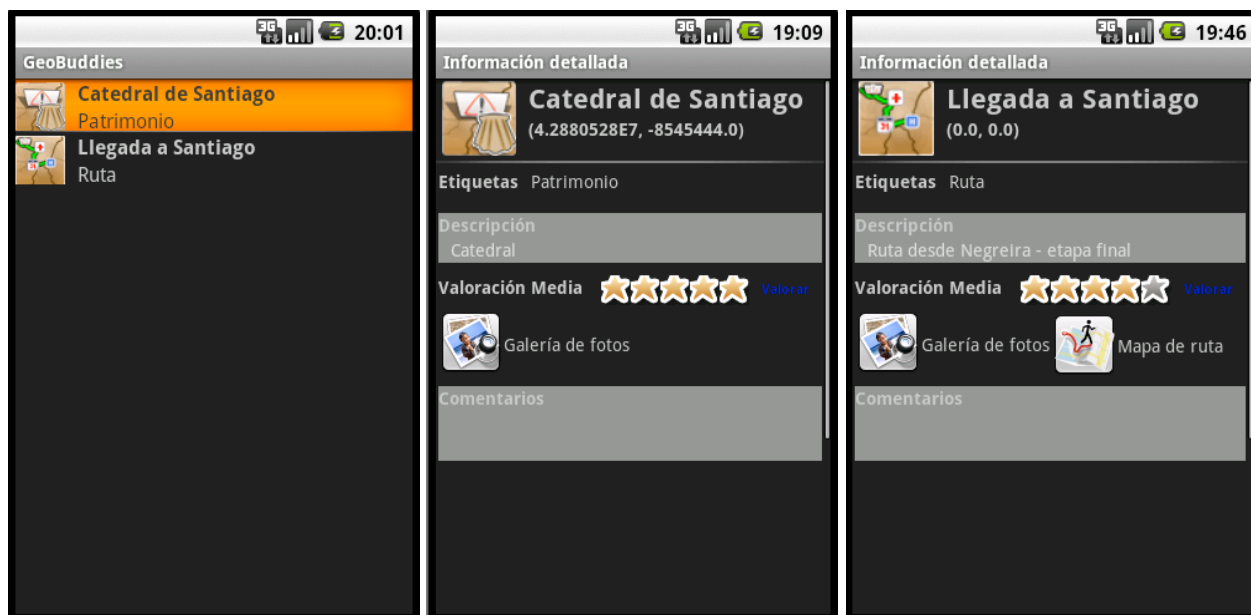 3G 20:01
GeoBuddies
Catedral de Santiago
Patrimonio
Llegada a Santiago
Ruta
3G 19:09
Información detallada
Catedral de Santiago
(4.2880528E7, -8545444.0)
Etiquetas Patrimonio
Descripción
Catedral
Valoración Media Valorar
Galería de fotos
Comentarios
3G 19:46
Información detallada
Llegada a Santiago
(0.0, 0.0)
Etiquetas Ruta
Descripción
Ruta desde Negreira - etapa final
Valoración Media Valorar
Galería de fotos Mapa de ruta
Comentarios